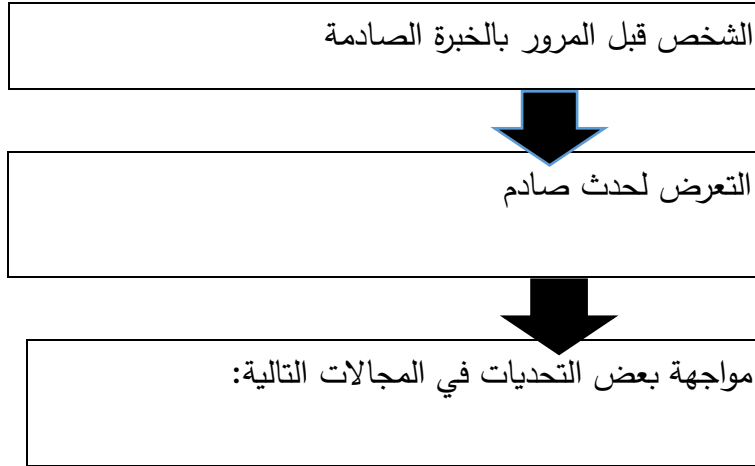 الشخص قبل المرور بالخبرة الصادمة
التعرض لحدث صادم
مواجهة بعض التحديات في المجالات التالية: